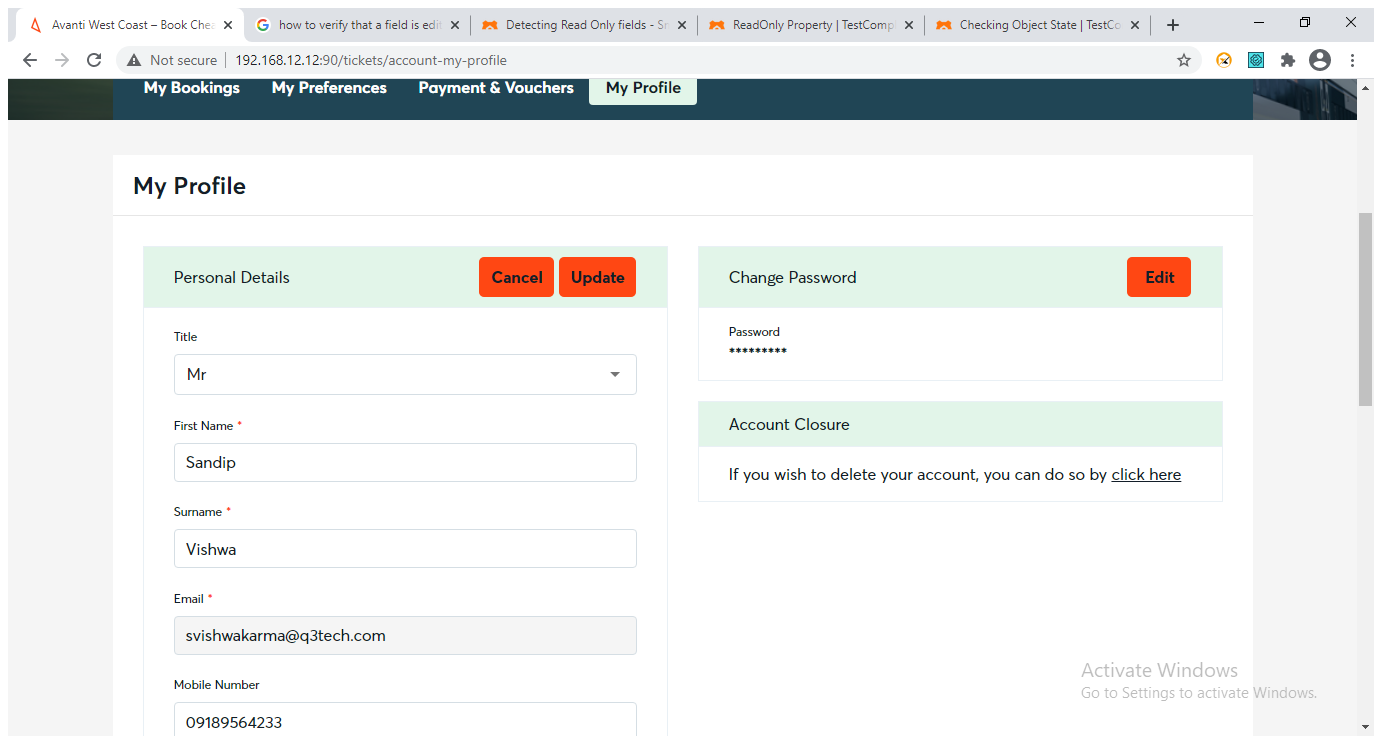 Avanti West Coast – Book Chea
how to verify that a field is edit
Detecting Read Only fields - Sm
ReadOnly Property | TestComp
Checking Object State | TestCo
Not secure | 192.168.12.12:90/tickets/account-my-profile
My Bookings My Preferences Payment & Vouchers My Profile
My Profile
Personal Details Cancel Update
Title
Mr
First Name *
Sandip
Surname *
Vishwa
Email *
svishwakarma@q3tech.com
Mobile Number
09189564233
Change Password Edit
Password
*********
Account Closure
If you wish to delete your account, you can do so by click here
Activate Windows
Go to Settings to activate Windows.